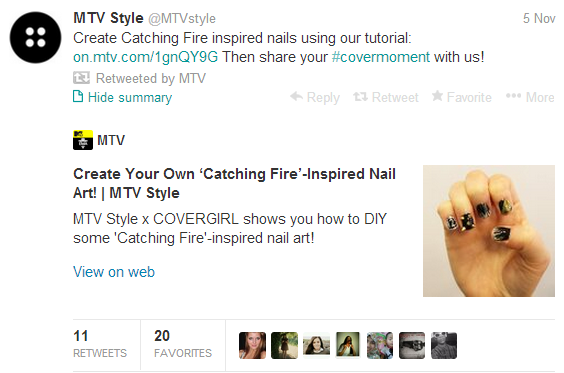 MTV Style @MTVstyle 5 Nov
Create Catching Fire inspired nails using our tutorial:
on.mtv.com/1gnQY9G Then share your #covermoment with us!
Retweeted by MTV
Hide summary Reply Retweet Favorite More
MTV
Create Your Own ‘Catching Fire’-Inspired Nail
Art! | MTV Style
MTV Style x COVERGIRL shows you how to DIY
some 'Catching Fire'-inspired nail art!
View on web
11 20
RETWEETS FAVORITES